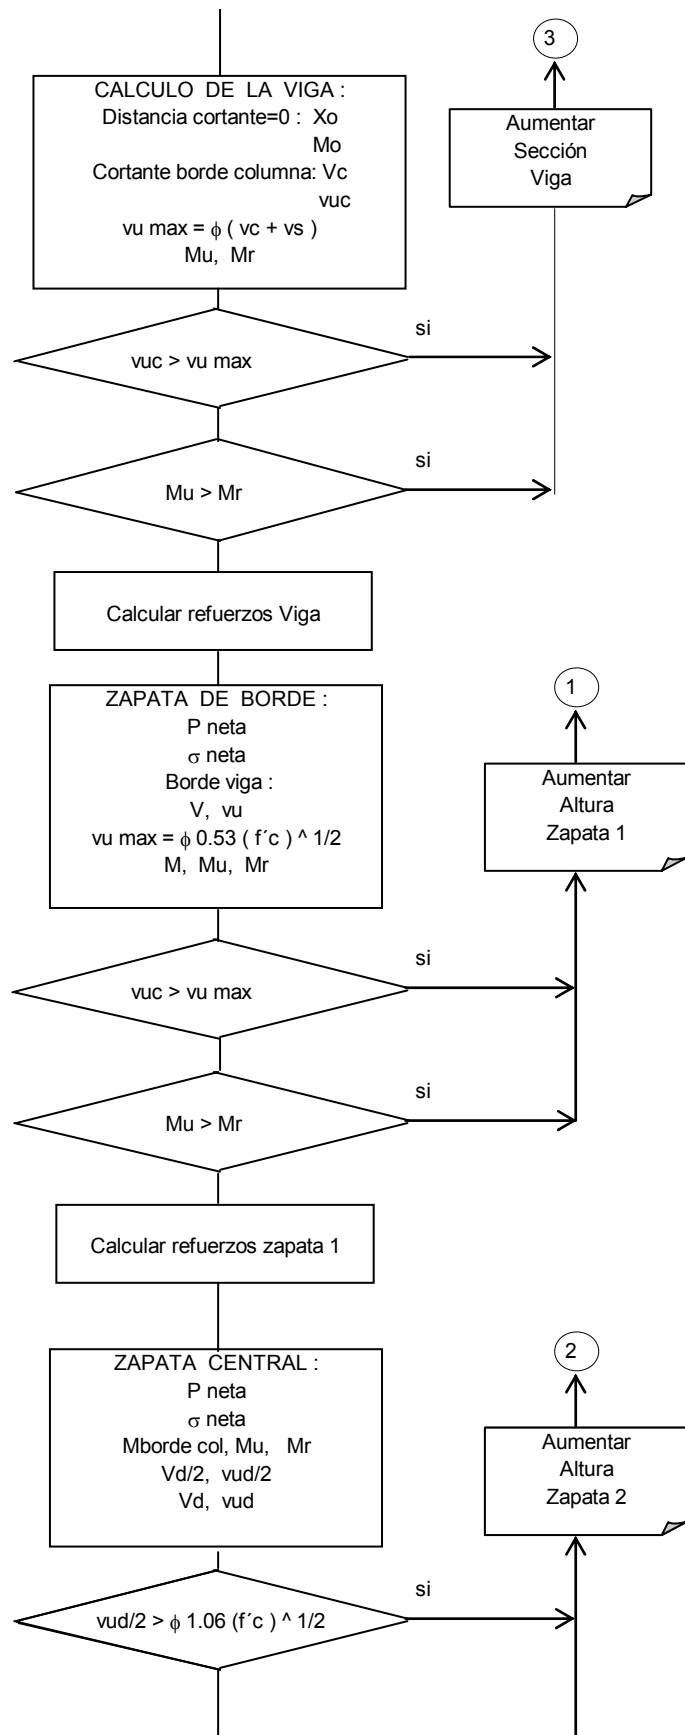 3
CALCULO DE LA VIGA :
Distancia cortante=0 : Xo
Mo
Cortante borde columna: Vc
vuc
vu max = ϕ ( vc + vs )
Mu, Mr
Aumentar
Sección
Viga
si
vuc > vu max
si
Mu > Mr
Calcular refuerzos Viga
ZAPATA DE BORDE :
P neta
σ neta
Borde viga :
V, vu
vu max = ϕ 0.53 ( f´c ) ^ 1/2
M, Mu, Mr
1
Aumentar
Altura
Zapata 1
si
vuc > vu max
si
Mu > Mr
Calcular refuerzos zapata 1
ZAPATA CENTRAL :
P neta
σ neta
Mborde col, Mu, Mr
Vd/2, vud/2
Vd, vud
2
Aumentar
Altura
Zapata 2
si
vud/2 > ϕ 1.06 (f´c ) ^ 1/2